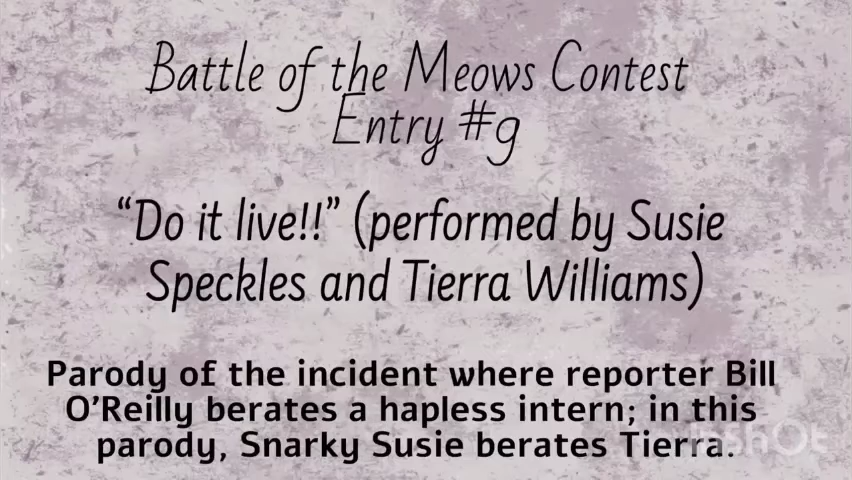 Battle of the Meows Contest
Entry #9
“Do it live!!” (performed by Susie
Speckles and Tierra Williams)
Parody of the incident where reporter Bill
O’Reilly berates a hapless intern; in this
parody, Snarky Susie berates Tierra.
InShOt